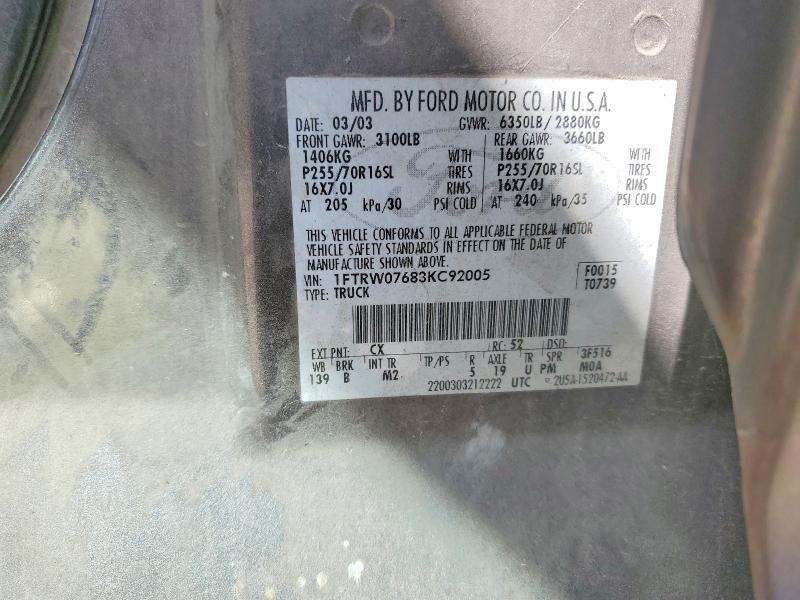 MFD. BY FORD MOTOR CO. IN U.S.A.
DATE: 03/03 GVWR: 6350LB / 2880KG
FRONT GAWR: 3100LB REAR GAWR: 3660LB
1406KG WITH 1660KG WITH
P255/70R16SL TIRES P255/70R16SL TIRES
16X7.0J RIMS 16X7.0J RIMS
AT 205 kPa/30 PSI COLD AT 240 kPa/35 PSI COLD
Ford
THIS VEHICLE CONFORMS TO ALL APPLICABLE FEDERAL MOTOR
VEHICLE SAFETY STANDARDS IN EFFECT ON THE DATE OF
MANUFACTURE SHOWN ABOVE.
VIN: 1FTRW07683KC92005 F0015
TYPE: TRUCK T0739
EXT PNT: CX RC: 52 DSO:
WB BRK INT TR TP/PS R AXLE TR SPR 3F516
139 B M2 5 19 U PM M0A
2200303212222 UTC 2U5A-1520472-AA